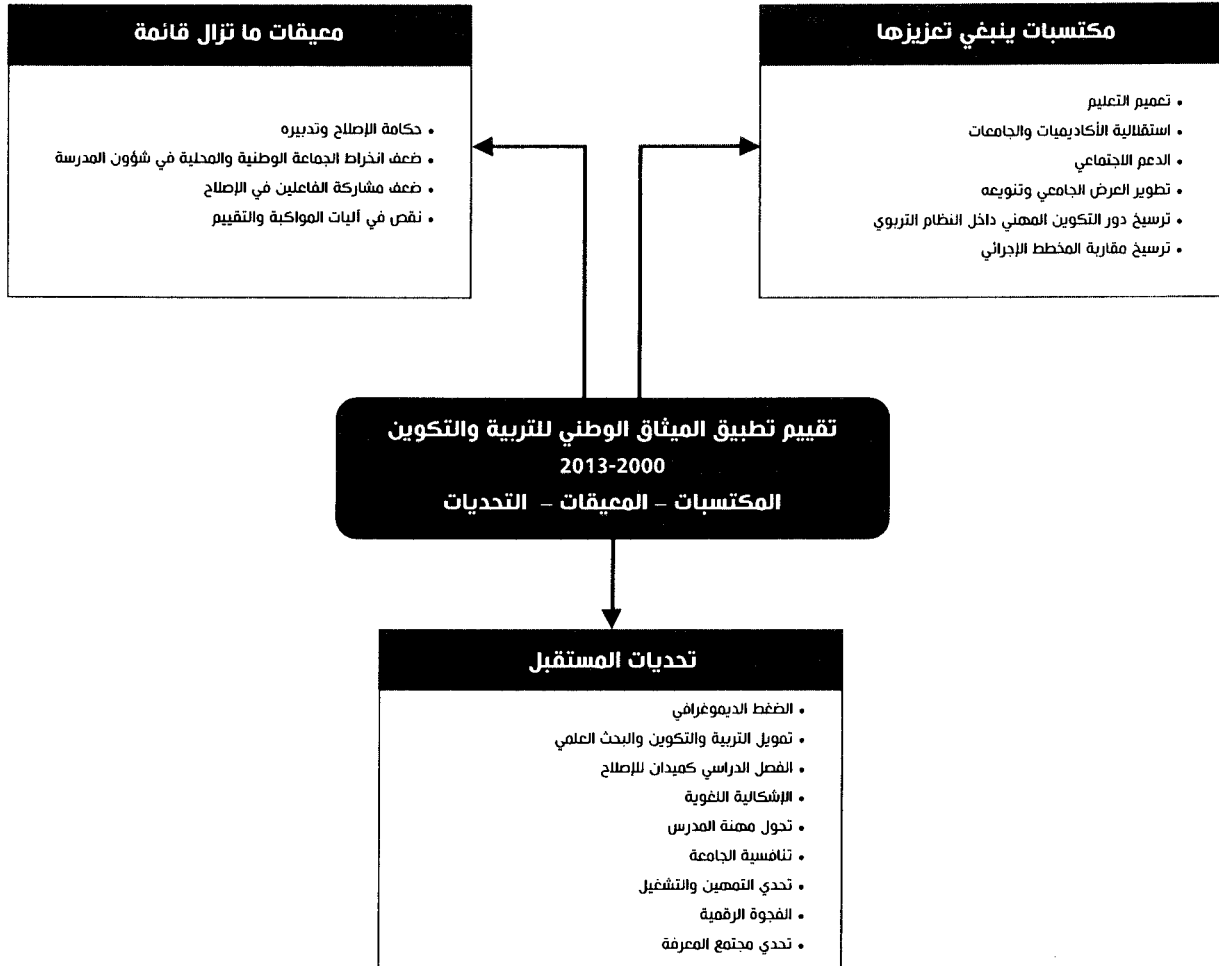 مكتسبات ينبغي تعزيزها
• تعميم التعليم
• استقلالية الأكاديميات والجامعات
• الدعم الاجتماعي
• تطوير العرض الجامعي وتنويعه
• ترسيخ دور التكوين المهني داخل النظام التربوي
• ترسيخ مقاربة المخطط الإجرائي
معيقات ما تزال قائمة
• حكامة الإصلاح وتدبيره
• ضعف انخراط الجماعة الوطنية والمحلية في شؤون المدرسة
• ضعف مشاركة الفاعلين في الإصلاح
• نقص في آليات المواكبة والتقييم
تقييم تطبيق الميثاق الوطني للتربية والتكوين
2013-2000
المكتسبات – المعيقات – التحديات
تحديات المستقبل
• الضغط الديموغرافي
• تمويل التربية والتكوين والبحث العلمي
• الفصل الدراسي كميدان للإصلاح
• الإشكالية اللغوية
• تحول مهنة المدرس
• تنافسية الجامعة
• تحدي التمهين والتشغيل
• الفجوة الرقمية
• تحدي مجتمع المعرفة